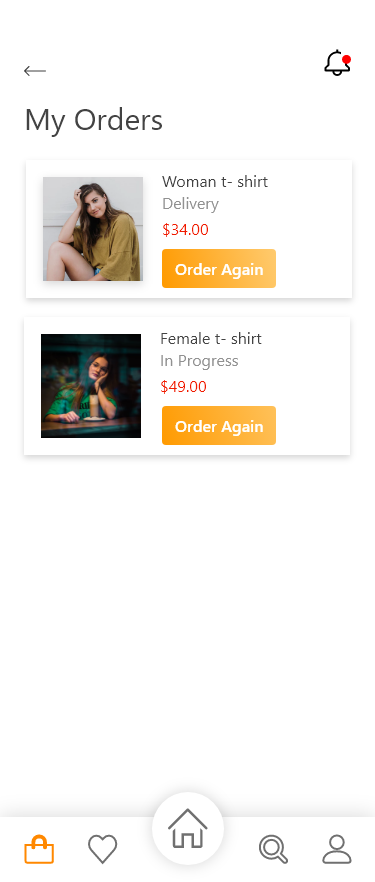 My Orders
Woman t- shirt
Delivery
$34.00
Order Again
Female t- shirt
In Progress
$49.00
Order Again